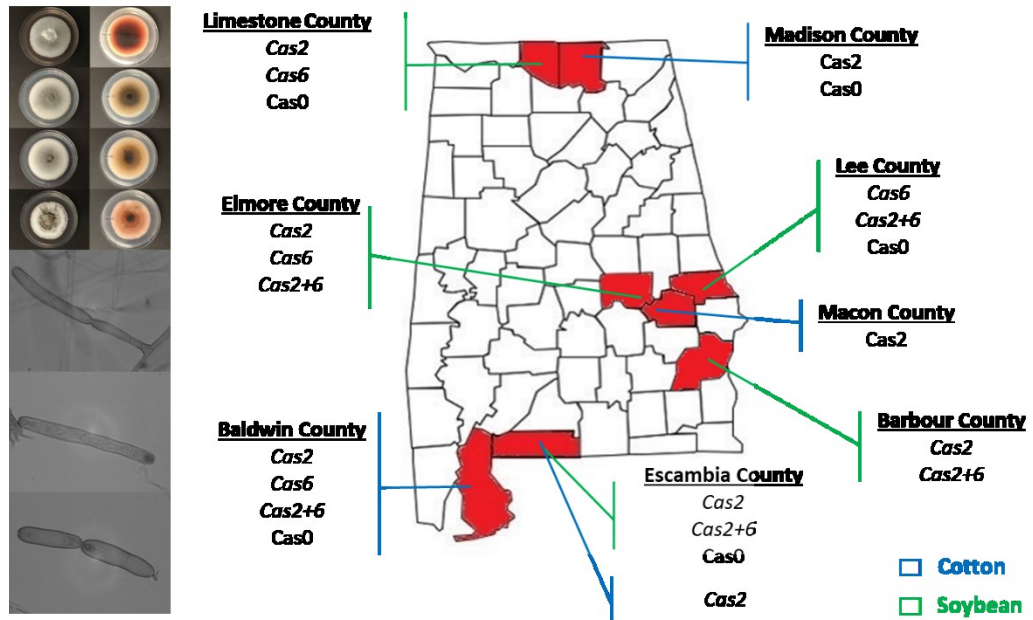 Limestone County
Cas2
Cas6
Cas0
Madison County
Cas2
Cas0
Lee County
Cas6
Cas2+6
Cas0
Elmore County
Cas2
Cas6
Cas2+6
Macon County
Cas2
Barbour County
Cas2
Cas2+6
Baldwin County
Cas2
Cas6
Cas2+6
Cas0
Escambia County
Cas2
Cas2+6
Cas0
Cas2
Cotton
Soybean